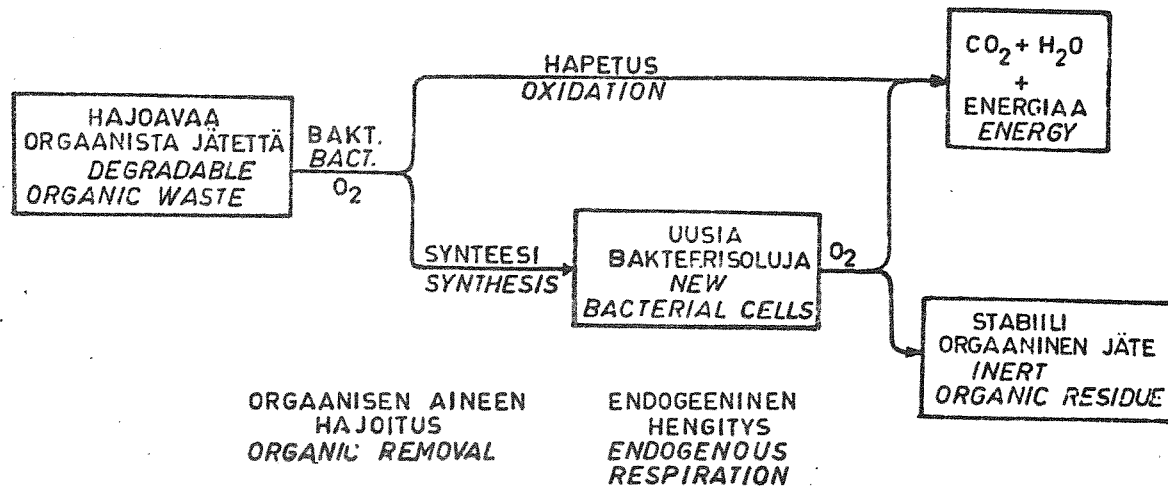 HAJOAVAA
ORGAANISTA JÄTETTÄ
DEGRADABLE
ORGANIC WASTE
BAKT.
BACT.
O₂
HAPETUS
OXIDATION
CO₂ + H₂O
+
ENERGIAA
ENERGY
SYNTEESI
SYNTHESIS
UUSIA
BAKTEERISOLUJA
NEW
BACTERIAL CELLS
O₂
STABIILI
ORGAANINEN JÄTE
INERT
ORGANIC RESIDUE
ORGAANISEN AINEEN
HAJOITUS
ORGANIC REMOVAL
ENDOGEENINEN
HENGITYS
ENDOGENOUS
RESPIRATION